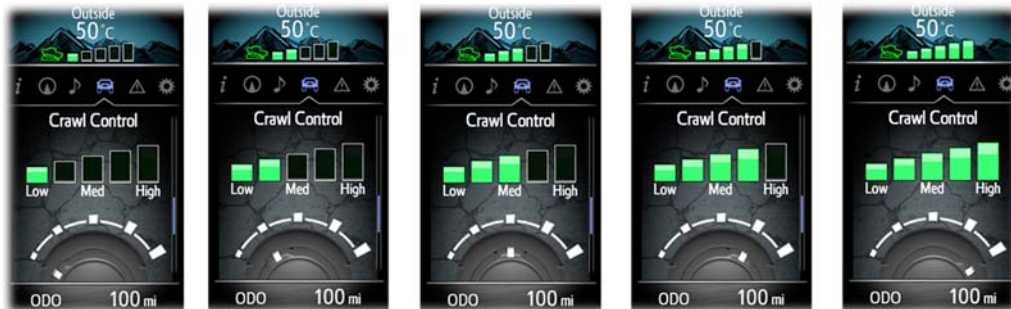 Outside
50°C
Crawl Control
Low Med High
ODO 100 mi
Outside
50°C
Crawl Control
Low Med High
ODO 100 mi
Outside
50°C
Crawl Control
Low Med High
ODO 100 mi
Outside
50°C
Crawl Control
Low Med High
ODO 100 mi
Outside
50°C
Crawl Control
Low Med High
ODO 100 mi